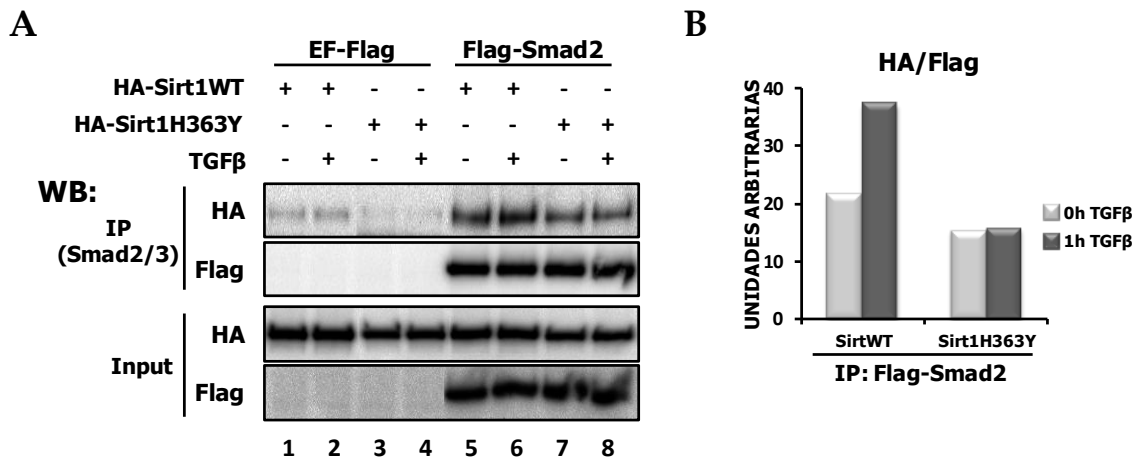 A
EF-Flag Flag-Smad2
HA-Sirt1WT + + - - + + - -
HA-Sirt1H363Y - - + + - - + +
TGFβ - + - + - + - +
WB:
IP (Smad2/3)
HA
Flag
Input
HA
Flag
1 2 3 4 5 6 7 8
B
HA/Flag
UNIDADES ARBITRARIAS
40
30
20
10
0
0h TGFβ
1h TGFβ
SirtWT Sirt1H363Y
IP: Flag-Smad2